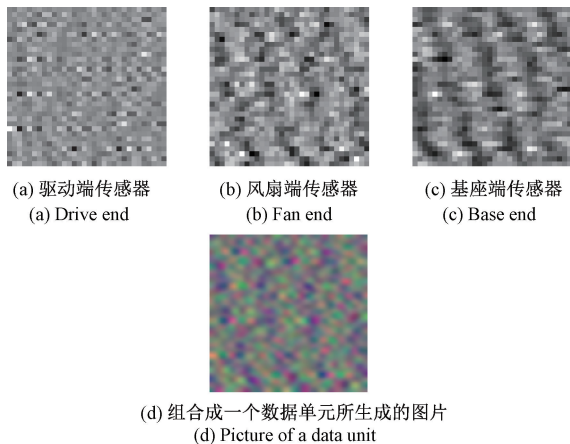 (a) 驱动端传感器 (b) 风扇端传感器 (c) 基座端传感器
(a) Drive end (b) Fan end (c) Base end
(d) 组合成一个数据单元所生成的图片
(d) Picture of a data unit